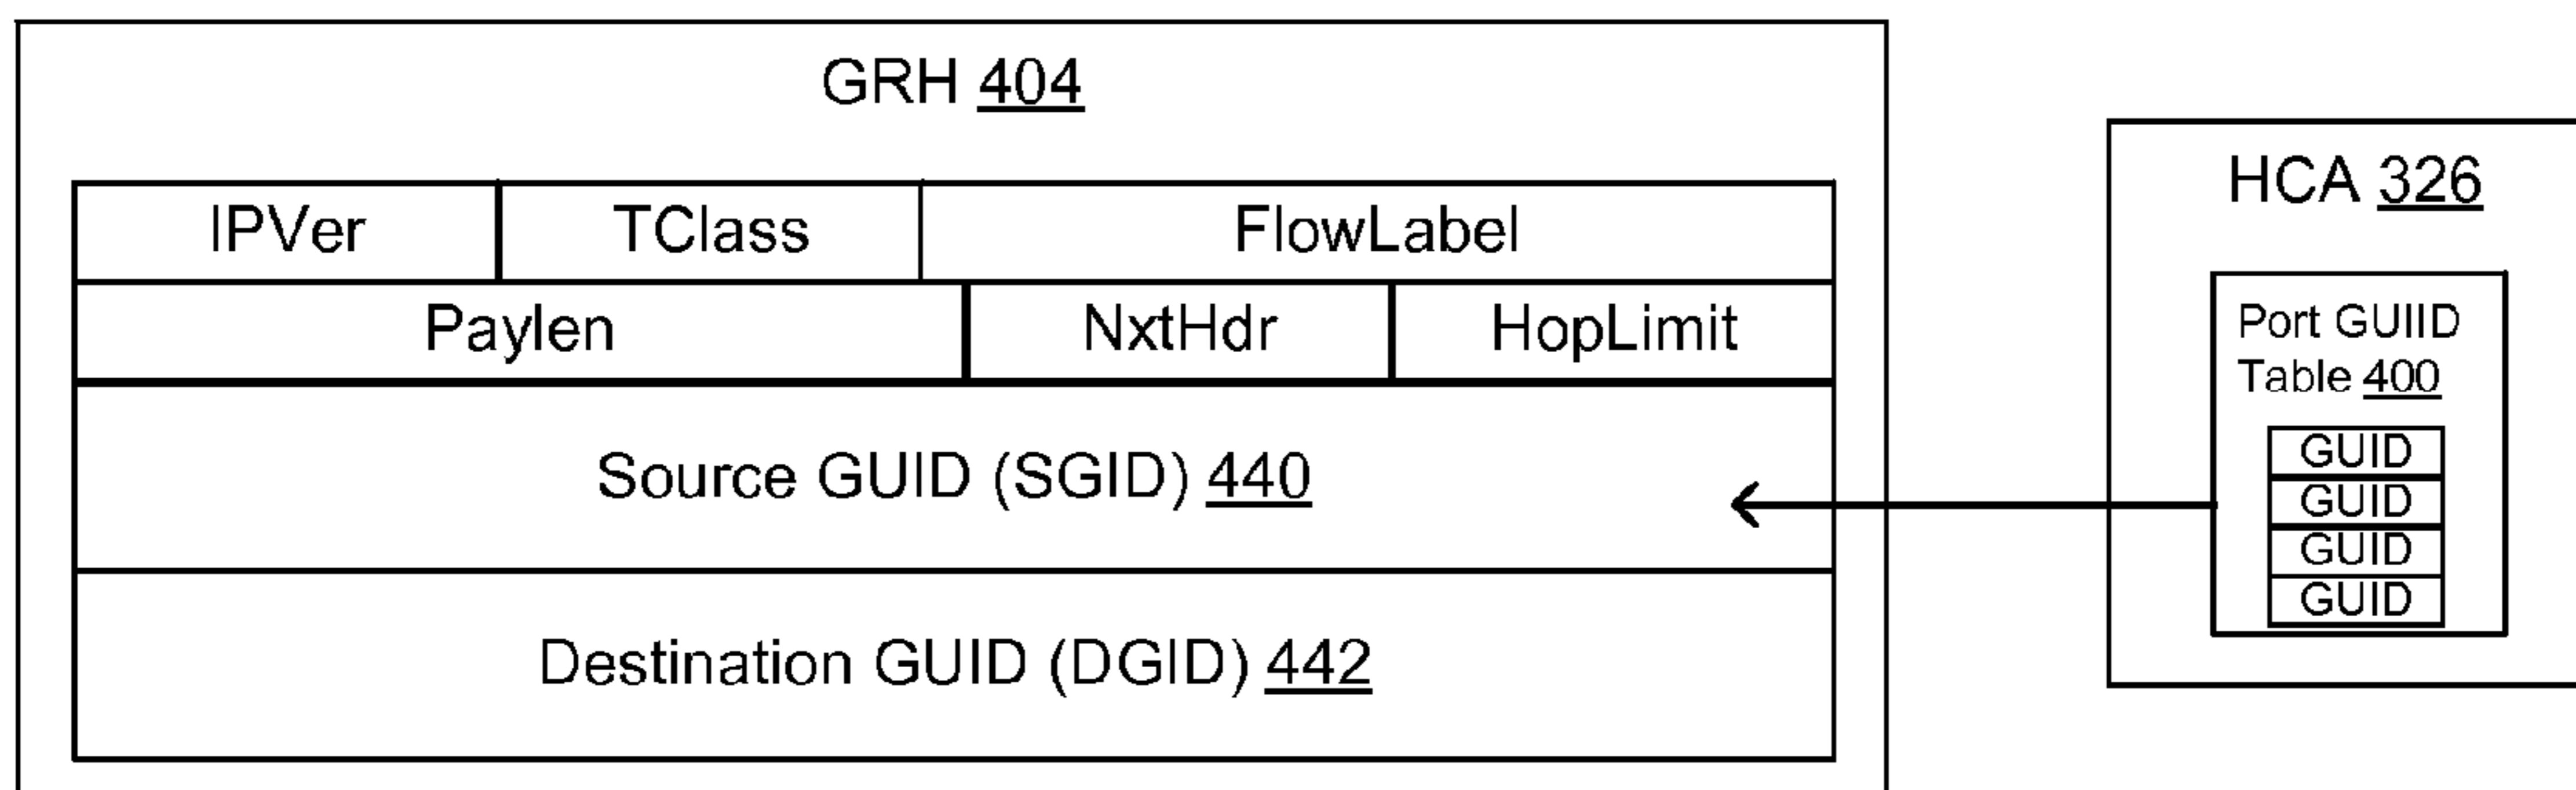 GRH 404
IPVer TClass FlowLabel
Paylen NxtHdr HopLimit
Source GUID (SGID) 440
Destination GUID (DGID) 442
HCA 326
Port GUIID
Table 400
GUID
GUID
GUID
GUID